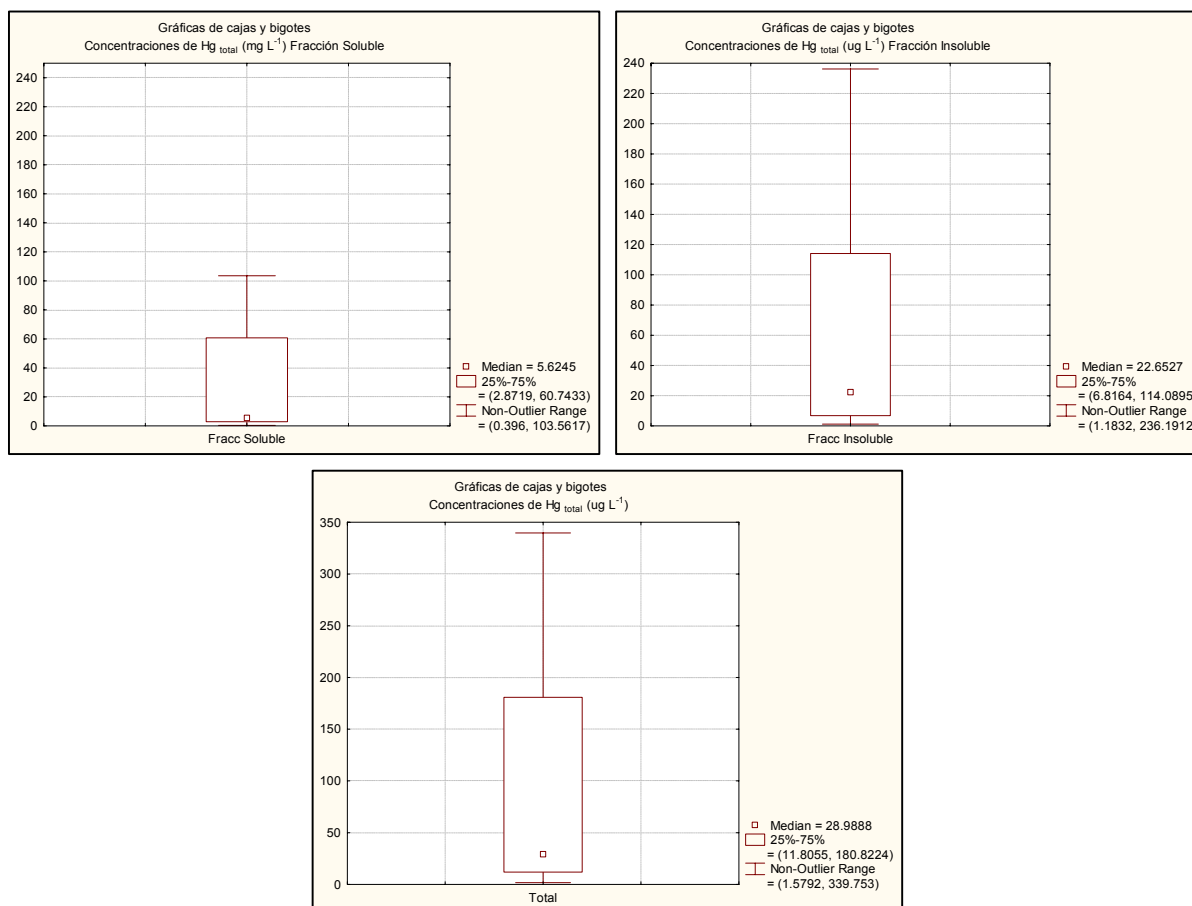 Gráficas de cajas y bigotes
Concentraciones de Hg total (mg L-1) Fracción Soluble
240
220
200
180
160
140
120
100
80
60
40
20
0
Fracc Soluble
Median = 5.6245
25%-75%
= (2.8719, 60.7433)
Non-Outlier Range
= (0.396, 103.5617)
Gráficas de cajas y bigotes
Concentraciones de Hg total (ug L-1) Fracción Insoluble
240
220
200
180
160
140
120
100
80
60
40
20
0
Fracc Insoluble
Median = 22.6527
25%-75%
= (6.8164, 114.0895
Non-Outlier Range
= (1.1832, 236.1912
Gráficas de cajas y bigotes
Concentraciones de Hg total (ug L-1)
350
300
250
200
150
100
50
0
Total
Median = 28.9888
25%-75%
= (11.8055, 180.8224)
Non-Outlier Range
= (1.5792, 339.753)